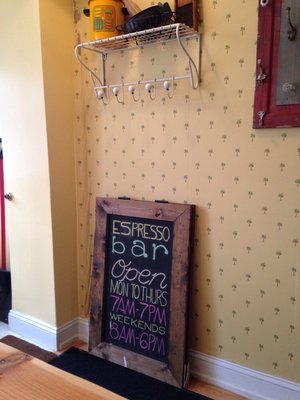 ESPRESSO
bar
Open
MON TO THURS
7AM-7PM
WEEKENDS
8AM-6PM